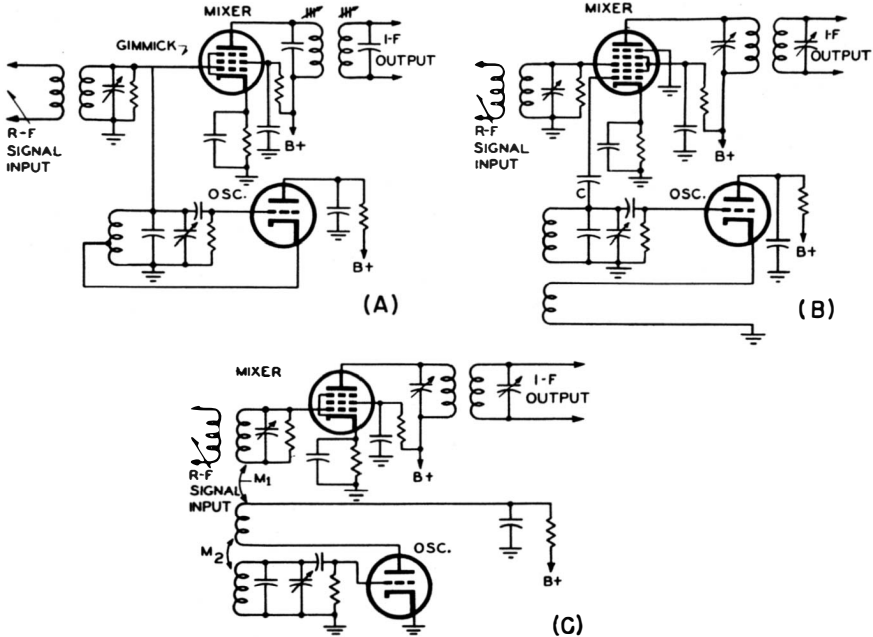 MIXER
GIMMICK
I-F
OUTPUT
R-F
SIGNAL
INPUT
B+
OSC.
B+
(A)
MIXER
I-F
OUTPUT
R-F
SIGNAL
INPUT
B+
C
OSC.
B+
(B)
MIXER
I-F
OUTPUT
R-F
SIGNAL
INPUT
M1
B+
M2
OSC.
B+
(C)